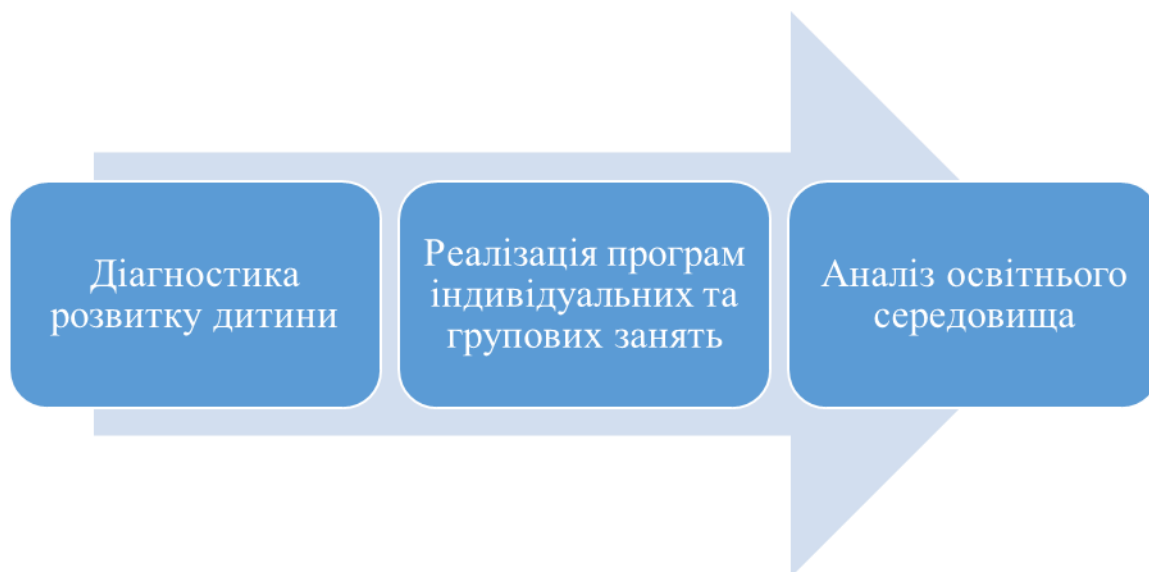 Діагностика
розвитку дитини
Реалізація програм
індивідуальних та
групових занять
Аналіз освітнього
середовища